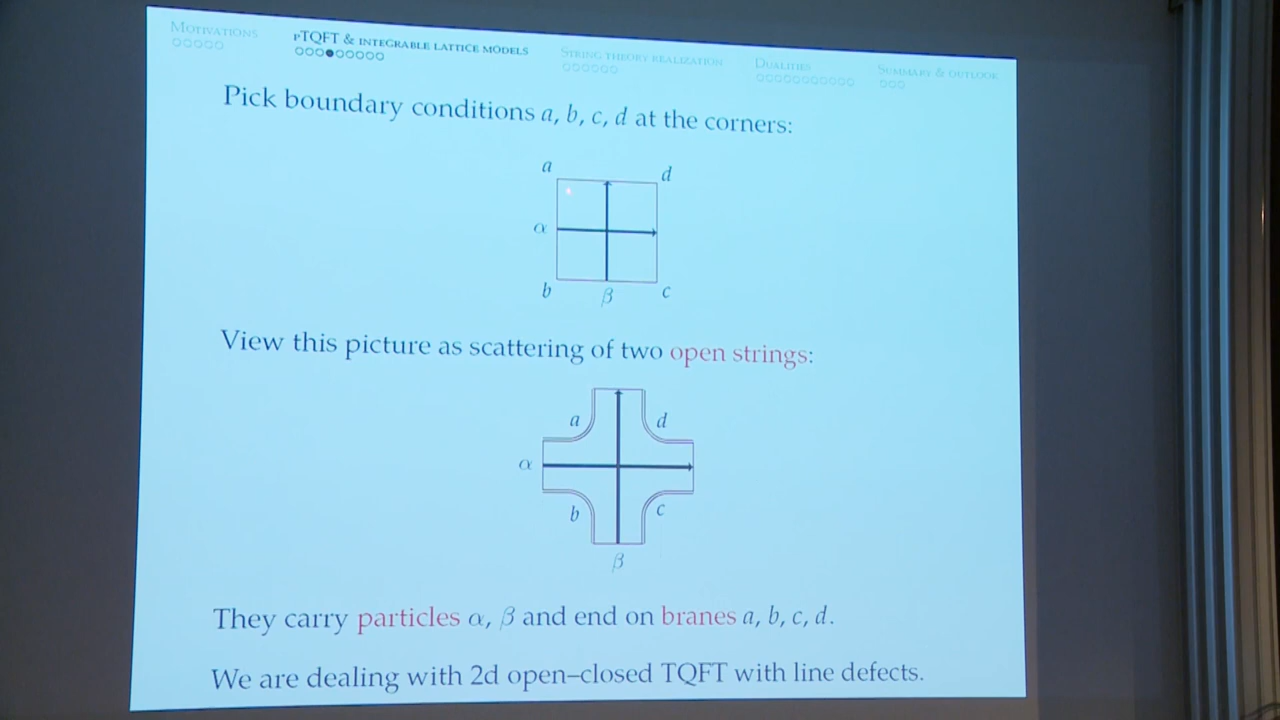 MOTIVATIONS
PTQFT & INTEGRABLE LATTICE MODELS
STRING THEORY REALIZATION
DUALITIES
SUMMARY & OUTLOOK
Pick boundary conditions a, b, c, d at the corners:
a
d
α
b
β
c
View this picture as scattering of two open strings:
a
d
α
b
c
β
They carry particles α, β and end on branes a, b, c, d.
We are dealing with 2d open–closed TQFT with line defects.